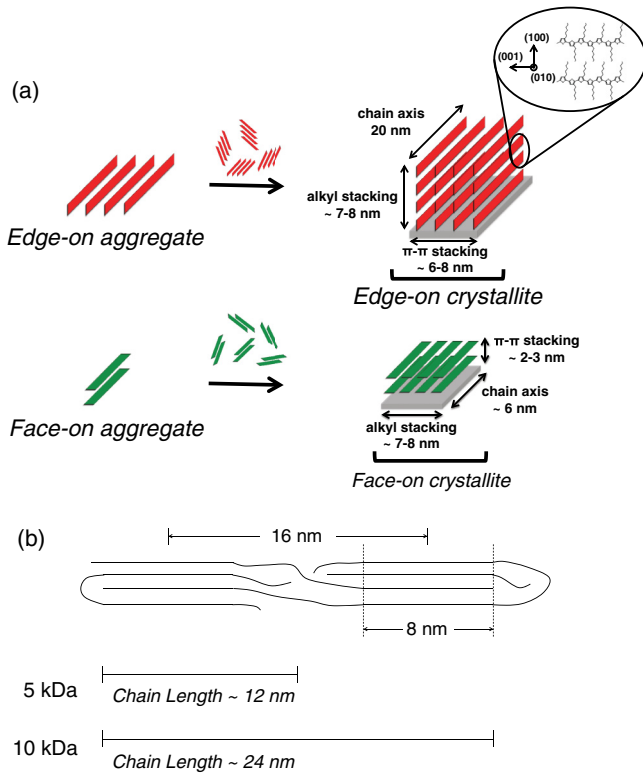 (a)
(100)
(001)
(010)
chain axis
20 nm
alkyl stacking
~ 7-8 nm
π-π stacking
~ 6-8 nm
Edge-on aggregate
Edge-on crystallite
π-π stacking
~ 2-3 nm
chain axis
~ 6 nm
alkyl stacking
~ 7-8 nm
Face-on aggregate
Face-on crystallite
(b)
16 nm
8 nm
5 kDa
Chain Length ~ 12 nm
10 kDa
Chain Length ~ 24 nm